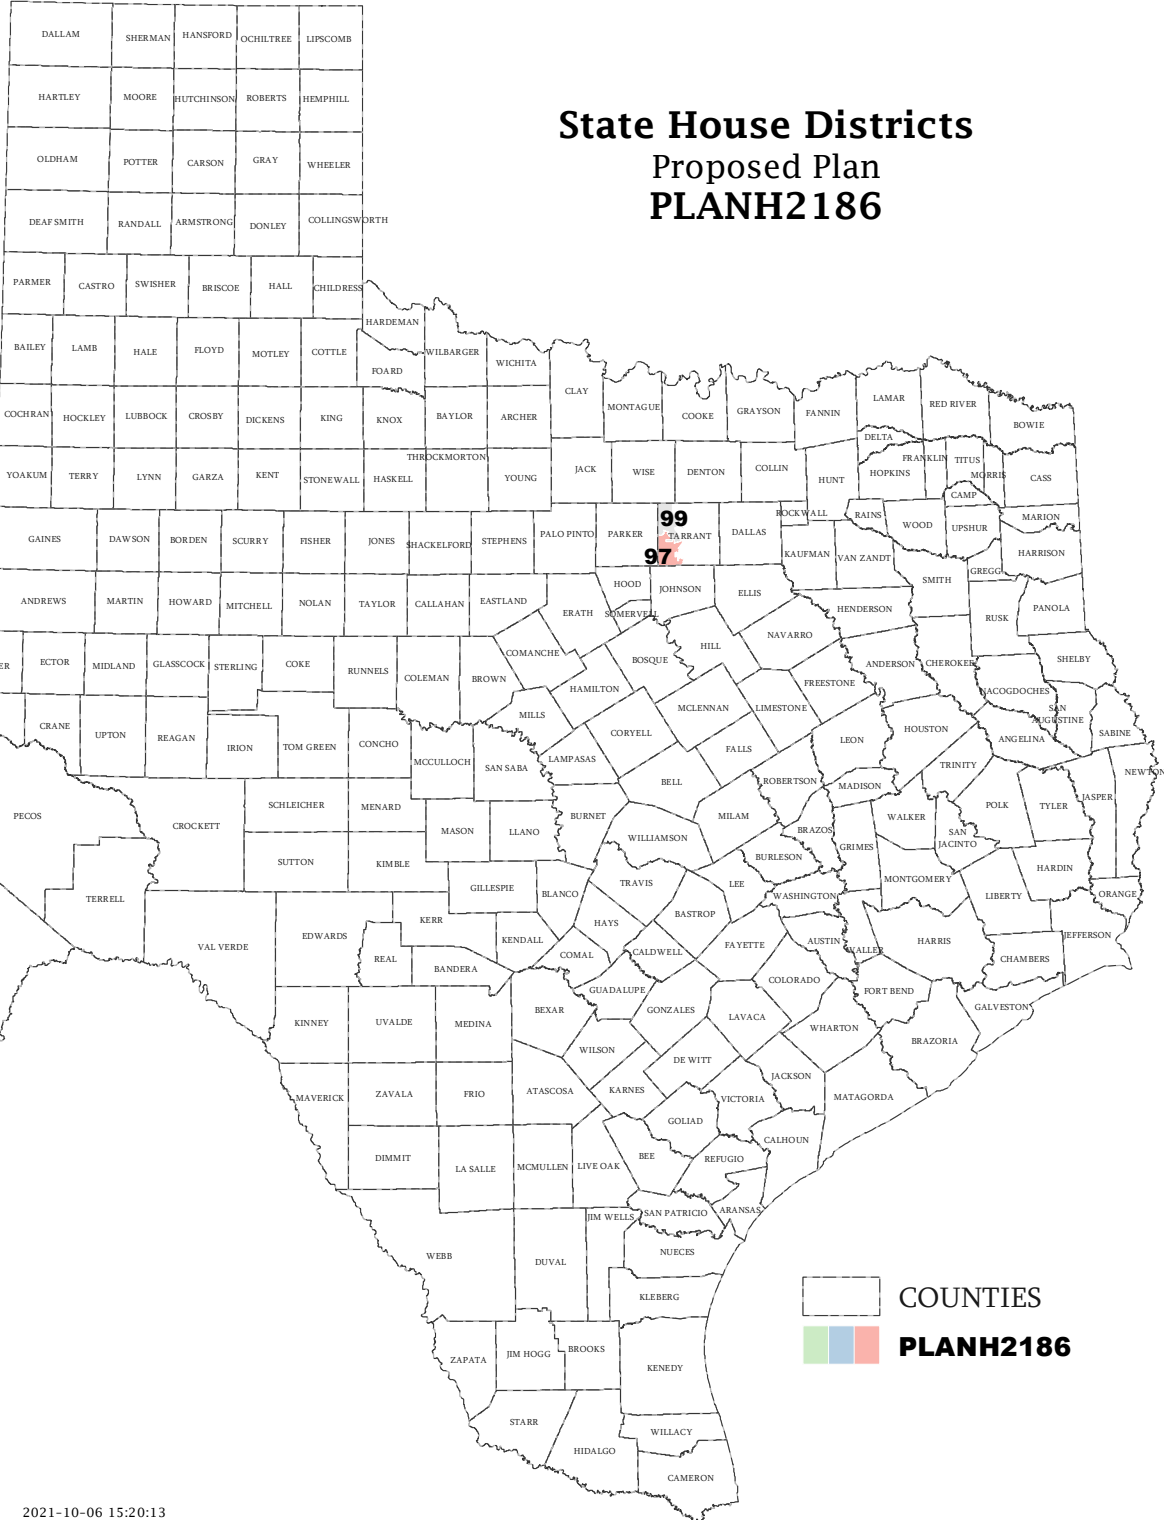 State House Districts
Proposed Plan
PLANH2186
DALLAM SHERMAN HANSFORD OCHILTREE LIPSCOMB
HARTLEY MOORE HUTCHINSON ROBERTS HEMPHILL
OLDHAM POTTER CARSON GRAY WHEELER
DEAF SMITH RANDALL ARMSTRONG DONLEY COLLINGSWORTH
PARMER CASTRO SWISHER BRISCOE HALL CHILDRESS
HARDEMAN
BAILEY LAMB HALE FLOYD MOTLEY COTTLE FOARD WILBARGER WICHITA
CLAY
COCHRAN HOCKLEY LUBBOCK CROSBY DICKENS KING KNOX BAYLOR ARCHER MONTAGUE COOKE GRAYSON FANNIN LAMAR RED RIVER BOWIE
DELTA
THROCKMORTON FRANKLIN TITUS
YOAKUM TERRY LYNN GARZA KENT STONEWALL HASKELL YOUNG JACK WISE DENTON COLLIN HUNT HOPKINS MORRIS CASS
CAMP
99
ROCKWALL RAINS WOOD UPSHUR MARION
GAINES DAWSON BORDEN SCURRY FISHER JONES SHACKELFORD STEPHENS PALO PINTO PARKER TARRANT DALLAS
97
KAUFMAN VAN ZANDT HARRISON
SMITH GREGG
ANDREWS MARTIN HOWARD MITCHELL NOLAN TAYLOR CALLAHAN EASTLAND ERATH HOOD JOHNSON ELLIS
SOMERVELL HENDERSON RUSK PANOLA
HILL NAVARRO
ER ECTOR MIDLAND GLASSCOCK STERLING COKE RUNNELS COLEMAN BROWN COMANCHE BOSQUE ANDERSON CHEROKEE SHELBY
HAMILTON FREESTONE NACOGDOCHES
MILLS MCLENNAN LIMESTONE SAN
AUGUSTINE
CRANE UPTON REAGAN IRION TOM GREEN CONCHO CORYELL LEON HOUSTON ANGELINA SABINE
MCCULLOCH SAN SABA LAMPASAS FALLS TRINITY NEWTON
BELL ROBERTSON MADISON
PECOS CROCKETT SCHLEICHER MENARD BURNET MILAM WALKER POLK TYLER JASPER
MASON LLANO WILLIAMSON BRAZOS SAN
JACINTO
SUTTON KIMBLE BURLESON GRIMES
GILLESPIE BLANCO TRAVIS LEE MONTGOMERY LIBERTY HARDIN
TERRELL WASHINGTON ORANGE
KERR HAYS BASTROP
VAL VERDE EDWARDS KENDALL FAYETTE AUSTIN WALLER HARRIS JEFFERSON
REAL BANDERA COMAL CALDWELL CHAMBERS
COLORADO
GUADALUPE FORT BEND
KINNEY UVALDE MEDINA BEXAR GONZALES LAVACA WHARTON GALVESTON
WILSON BRAZORIA
DE WITT
MAVERICK ZAVALA FRIO ATASCOSA KARNES JACKSON
VICTORIA MATAGORDA
GOLIAD
CALHOUN
DIMMIT LA SALLE MCMULLEN LIVE OAK BEE REFUGIO
JIM WELLS SAN PATRICIO ARANSAS
WEBB DUVAL NUECES
KLEBERG
ZAPATA JIM HOGG BROOKS KENEDY
STARR HIDALGO WILLACY
CAMERON
COUNTIES
PLANH2186
2021-10-06 15:20:13